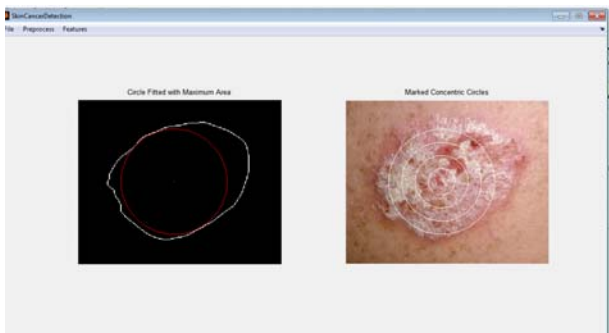 SkinCancerDetection
File Preprocess Features
Circle Fitted with Maximum Area
Marked Concentric Circles